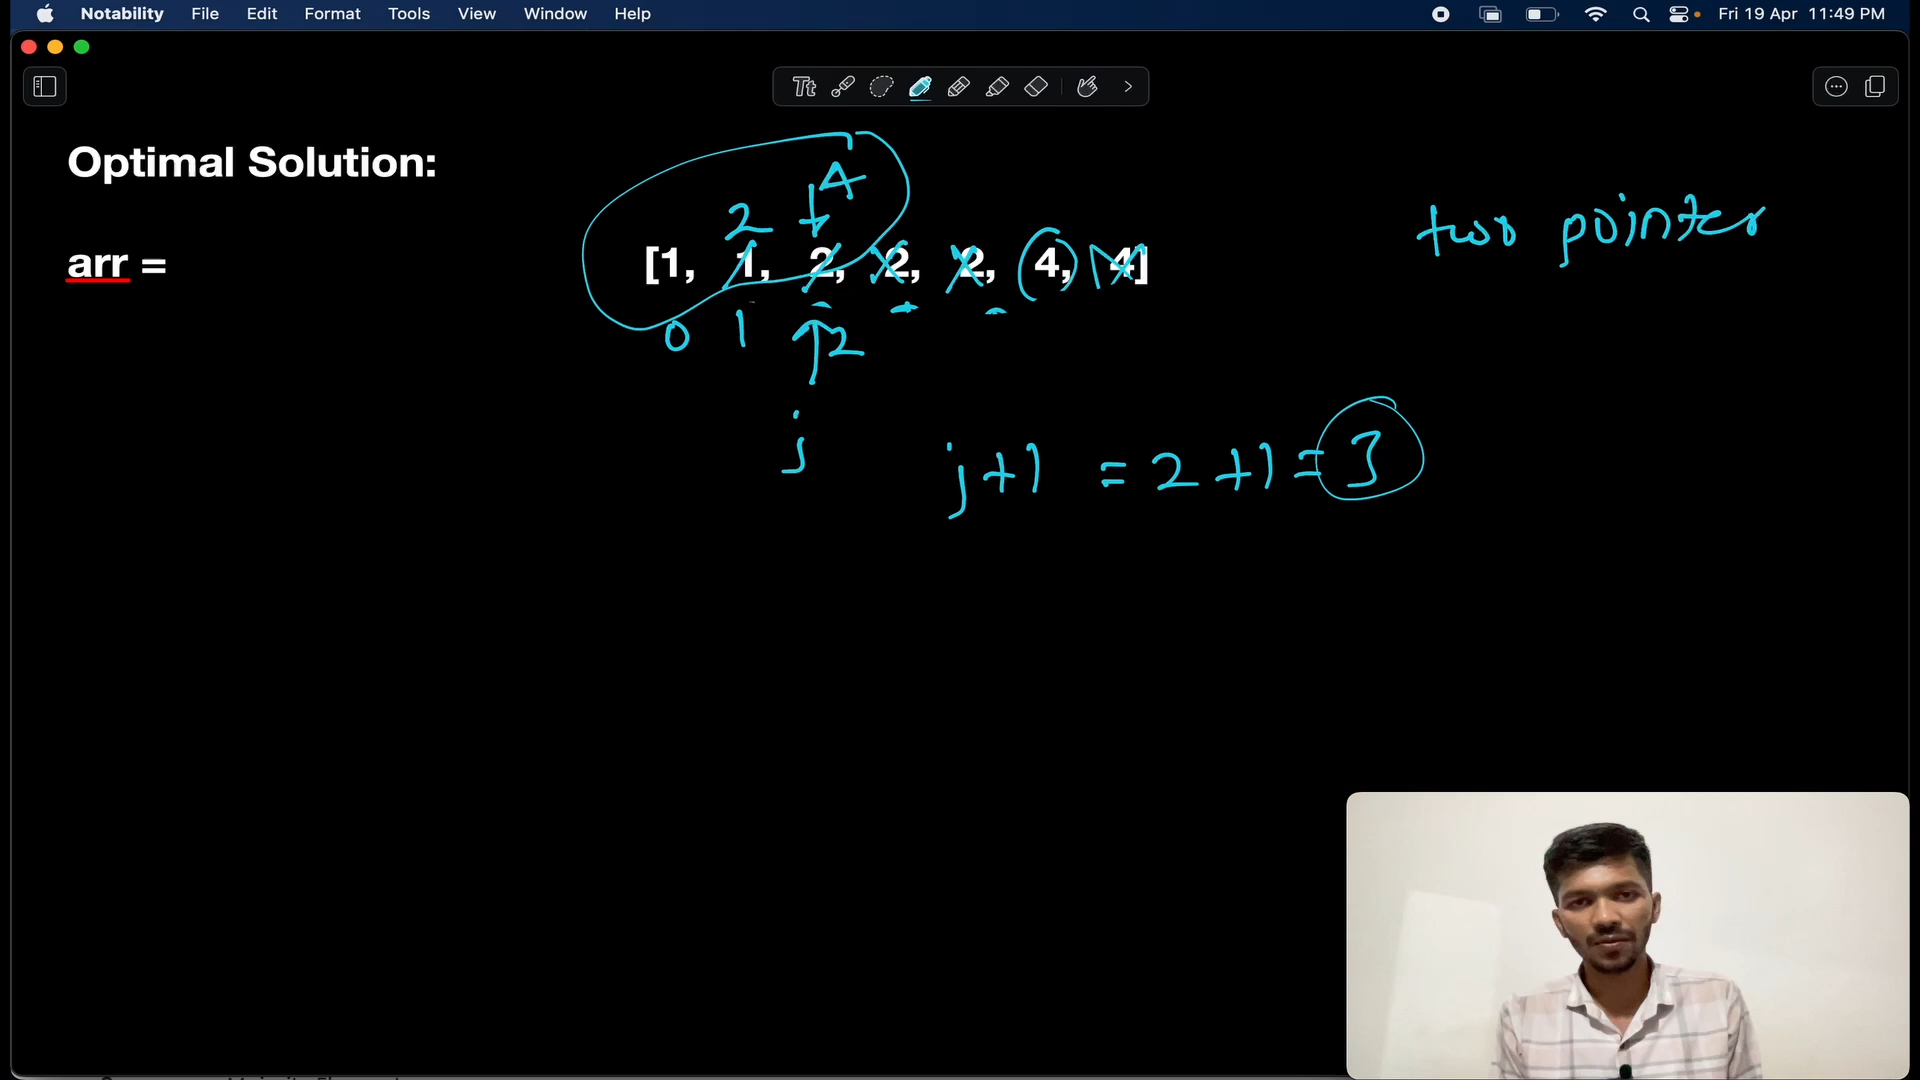 Notability File Edit Format Tools View Window Help Fri 19 Apr 11:49 PM
Tt
Optimal Solution:
4
2
two pointer
arr = [1, 1, 2, 2, 2, 4, 4]
0 1 2
j
j+1 = 2+1 = 3